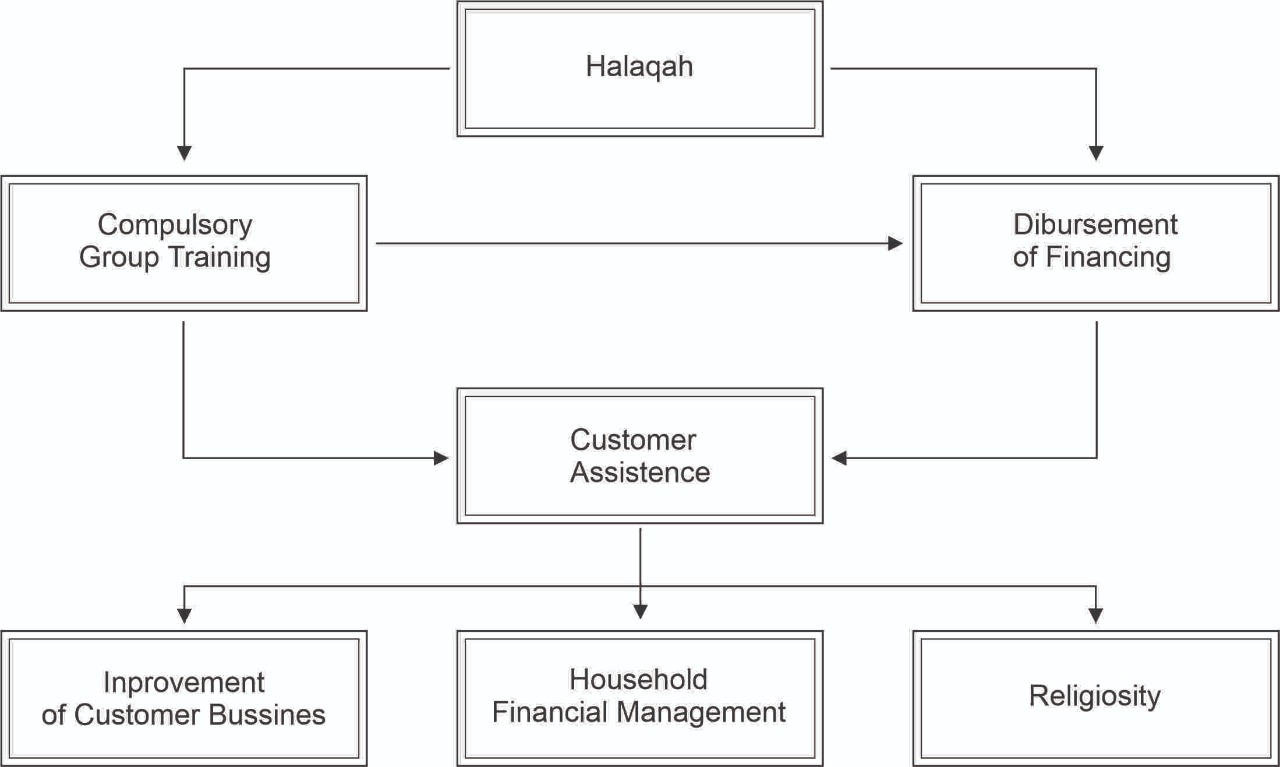 Halaqah
Compulsory
Group Training
Dibursement
of Financing
Customer
Assistence
Inprovement
of Customer Bussines
Household
Financial Management
Religiosity